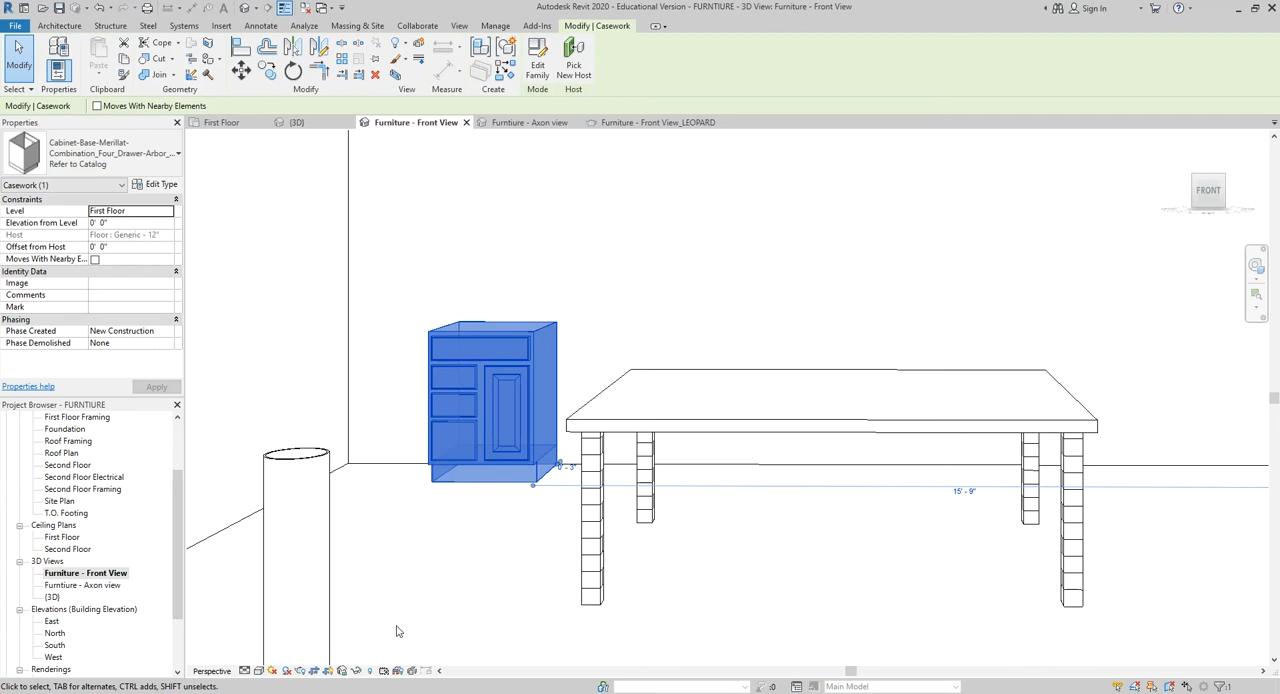 Autodesk Revit 2020 - Educational Version - FURNTIURE - 3D View: Furniture - Front View
Sign In
File Architecture Structure Steel Systems Insert Annotate Analyze Massing & Site Collaborate View Manage Add-Ins Modify | Casework
Modify
Paste
Cope
Cut
Join
Edit Family
Pick New Host
Select Properties Clipboard Geometry Modify View Measure Create Mode Host
Modify | Casework Moves With Nearby Elements
Properties
First Floor {3D} Furniture - Front View Furntiure - Axon view Furniture - Front View_LEOPARD
Cabinet-Base-Merillat-
Combination_Four_Drawer-Arbor_...
Refer to Catalog
Casework (1) Edit Type
Constraints
Level First Floor
Elevation from Level 0' 0"
Host Floor : Generic - 12"
Offset from Host 0' 0"
Moves With Nearby E...
Identity Data
Image
Comments
Mark
Phasing
Phase Created New Construction
Phase Demolished None
Properties help Apply
Project Browser - FURNTIURE
First Floor Framing
Foundation
Roof Framing
Roof Plan
Second Floor
Second Floor Electrical
Second Floor Framing
Site Plan
T.O. Footing
Ceiling Plans
First Floor
Second Floor
3D Views
Furniture - Front View
Furntiure - Axon view
{3D}
Elevations (Building Elevation)
East
North
South
West
Renderings
FRONT
15' - 9"
Perspective
Click to select, TAB for alternates, CTRL adds, SHIFT unselects.
:0
Main Model
:1